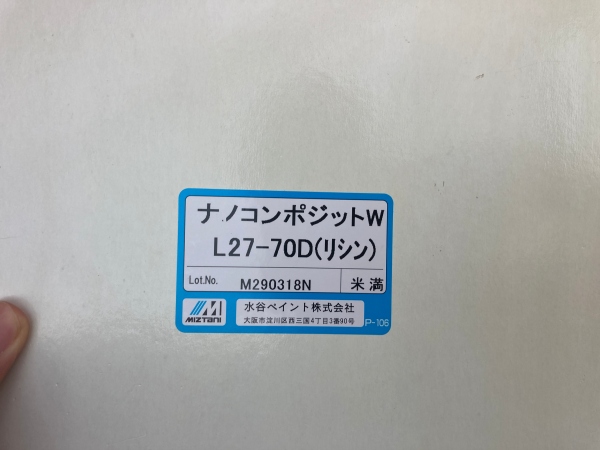 ナノコンポジットW
L27-70D(リシン)
Lot.No. M290318N 米満
MIZTANI 水谷ペイント株式会社
大阪市淀川区西三国4丁目3番90号 P-106